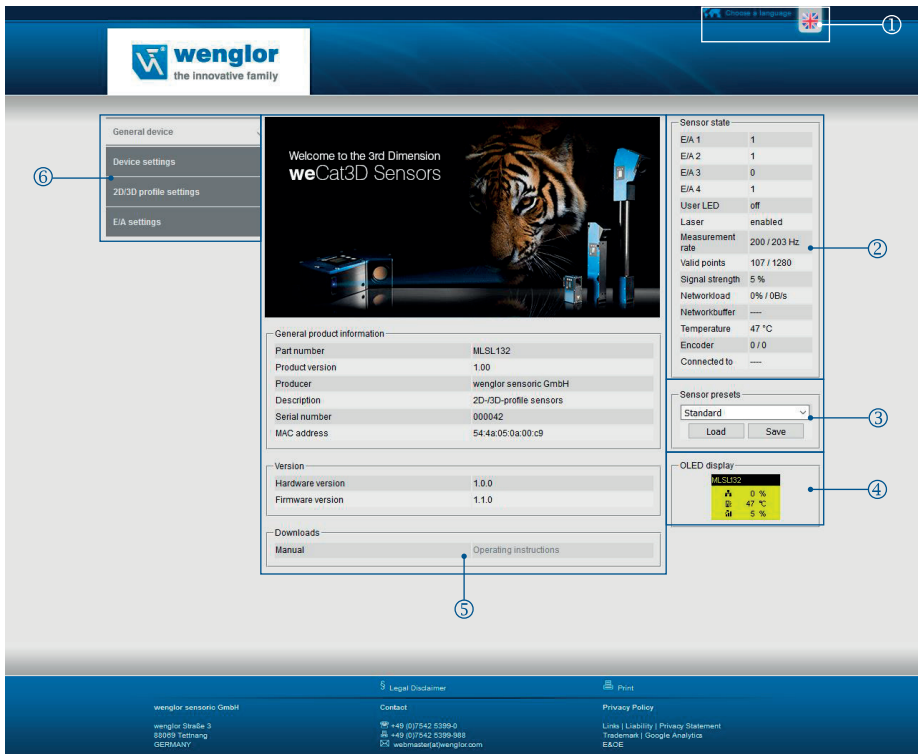 Choose a language
①
wenglor
the innovative family
General device
Device settings
2D/3D profile settings
E/A settings
⑥
Welcome to the 3rd Dimension
weCat3D Sensors
General product information
Part number MLSL132
Product version 1.00
Producer wenglor sensoric GmbH
Description 2D-/3D-profile sensors
Serial number 000042
MAC address 54:4a:05:0a:00:c9
Version
Hardware version 1.0.0
Firmware version 1.1.0
Downloads
Manual Operating instructions
⑤
Sensor state
E/A 1 1
E/A 2 1
E/A 3 0
E/A 4 1
User LED off
Laser enabled
Measurement
rate 200 / 203 Hz
Valid points 107 / 1280
Signal strength 5 %
Networkload 0% / 0B/s
Networkbuffer ----
Temperature 47 °C
Encoder 0 / 0
Connected to ----
②
Sensor presets
Standard
Load Save
③
OLED display
MLSL132
0 %
47 °C
5 %
④
§ Legal Disclaimer
Print
wenglor sensoric GmbH
wenglor Straße 3
88069 Tettnang
GERMANY
Contact
+49 (0)7542 5399-0
+49 (0)7542 5399-988
webmaster(at)wenglor.com
Privacy Policy
Links | Liability | Privacy Statement
Trademark | Google Analytics
E&OE